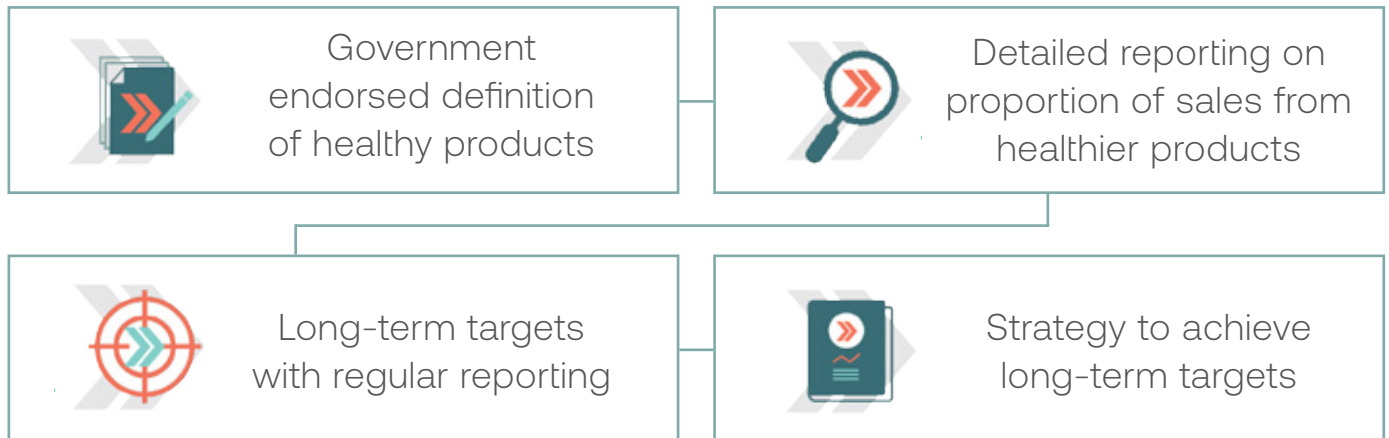 Government
endorsed definition
of healthy products
Detailed reporting on
proportion of sales from
healthier products
Long-term targets
with regular reporting
Strategy to achieve
long-term targets